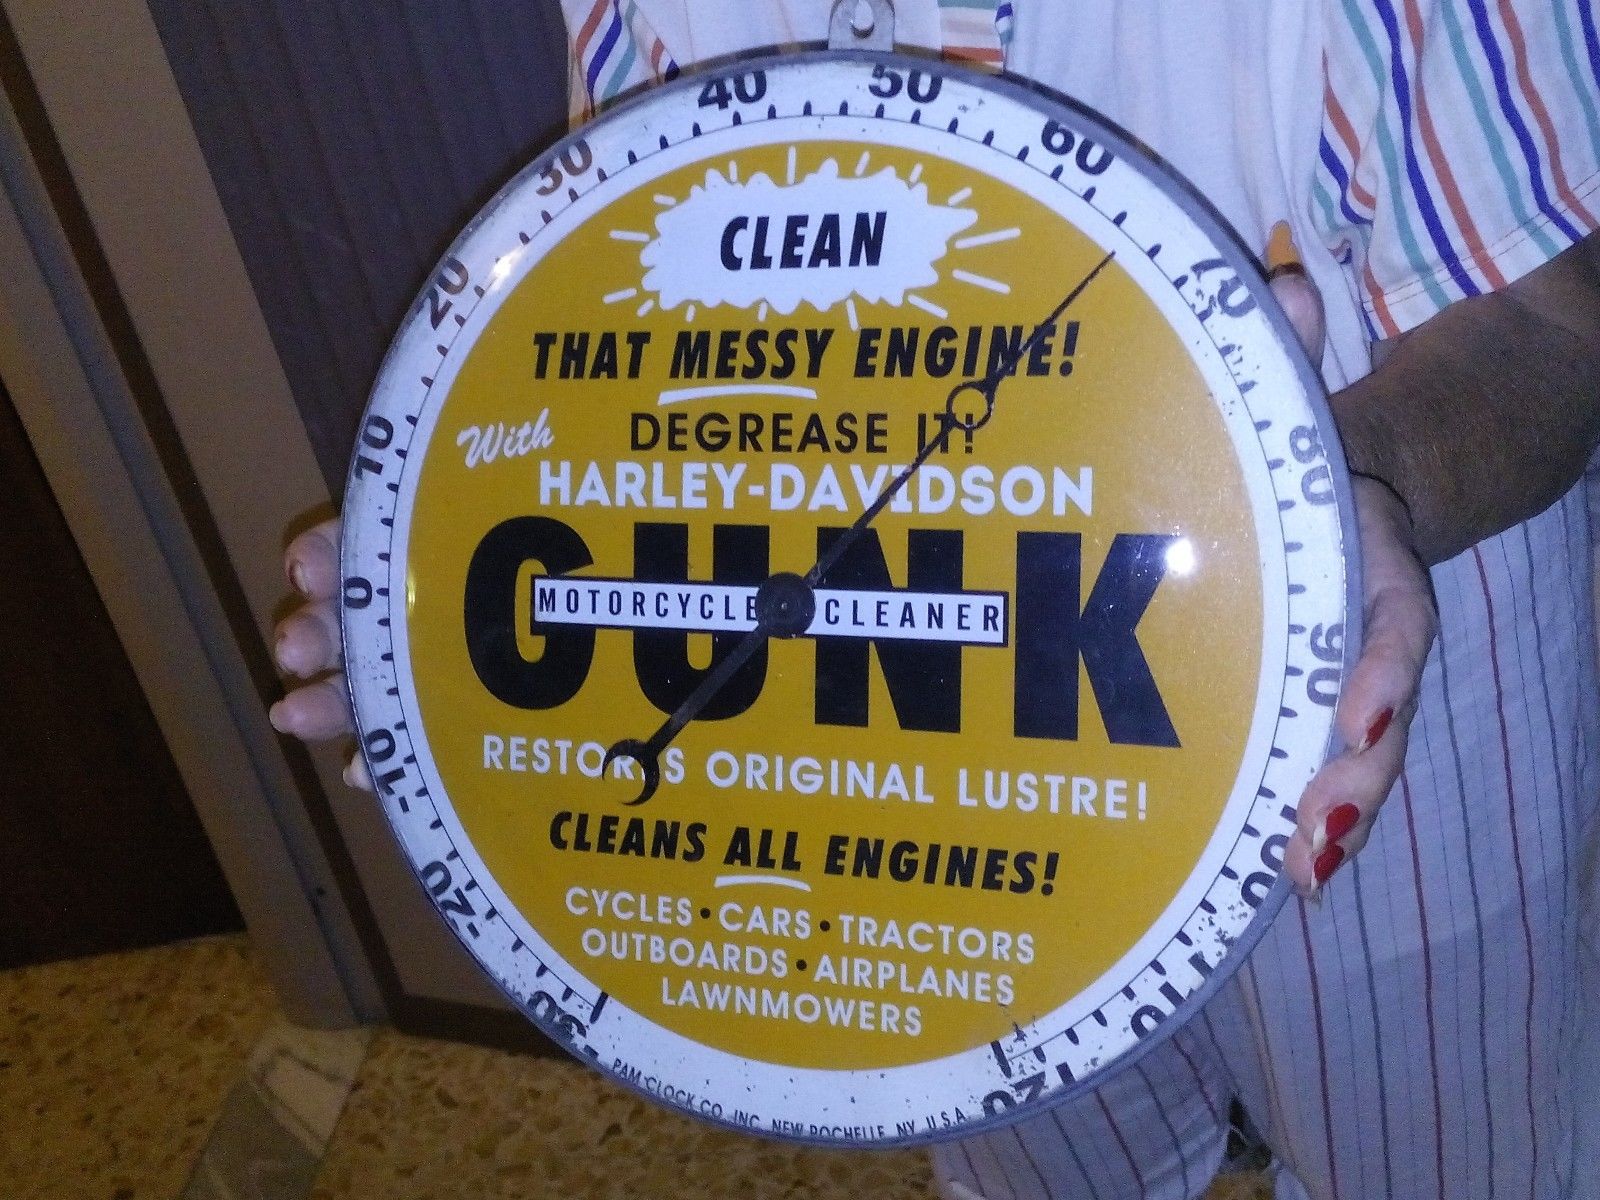 -30
-20
-10
0
10
20
30
40
50
60
70
80
90
100
110
120
CLEAN
THAT MESSY ENGINE!
DEGREASE IT!
With
HARLEY-DAVIDSON
GUNK
MOTORCYCLE CLEANER
RESTORES ORIGINAL LUSTRE!
CLEANS ALL ENGINES!
CYCLES • CARS • TRACTORS
OUTBOARDS • AIRPLANES
LAWNMOWERS
PAM CLOCK CO. INC. NEW ROCHELLE, NY U.S.A.